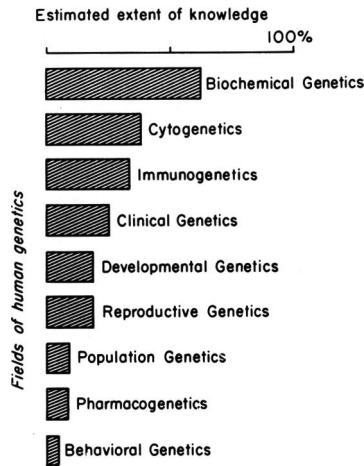 Estimated extent of knowledge
100%
Biochemical Genetics
Cytogenetics
Immunogenetics
Clinical Genetics
Developmental Genetics
Reproductive Genetics
Population Genetics
Pharmacogenetics
Behavioral Genetics
Fields of human genetics